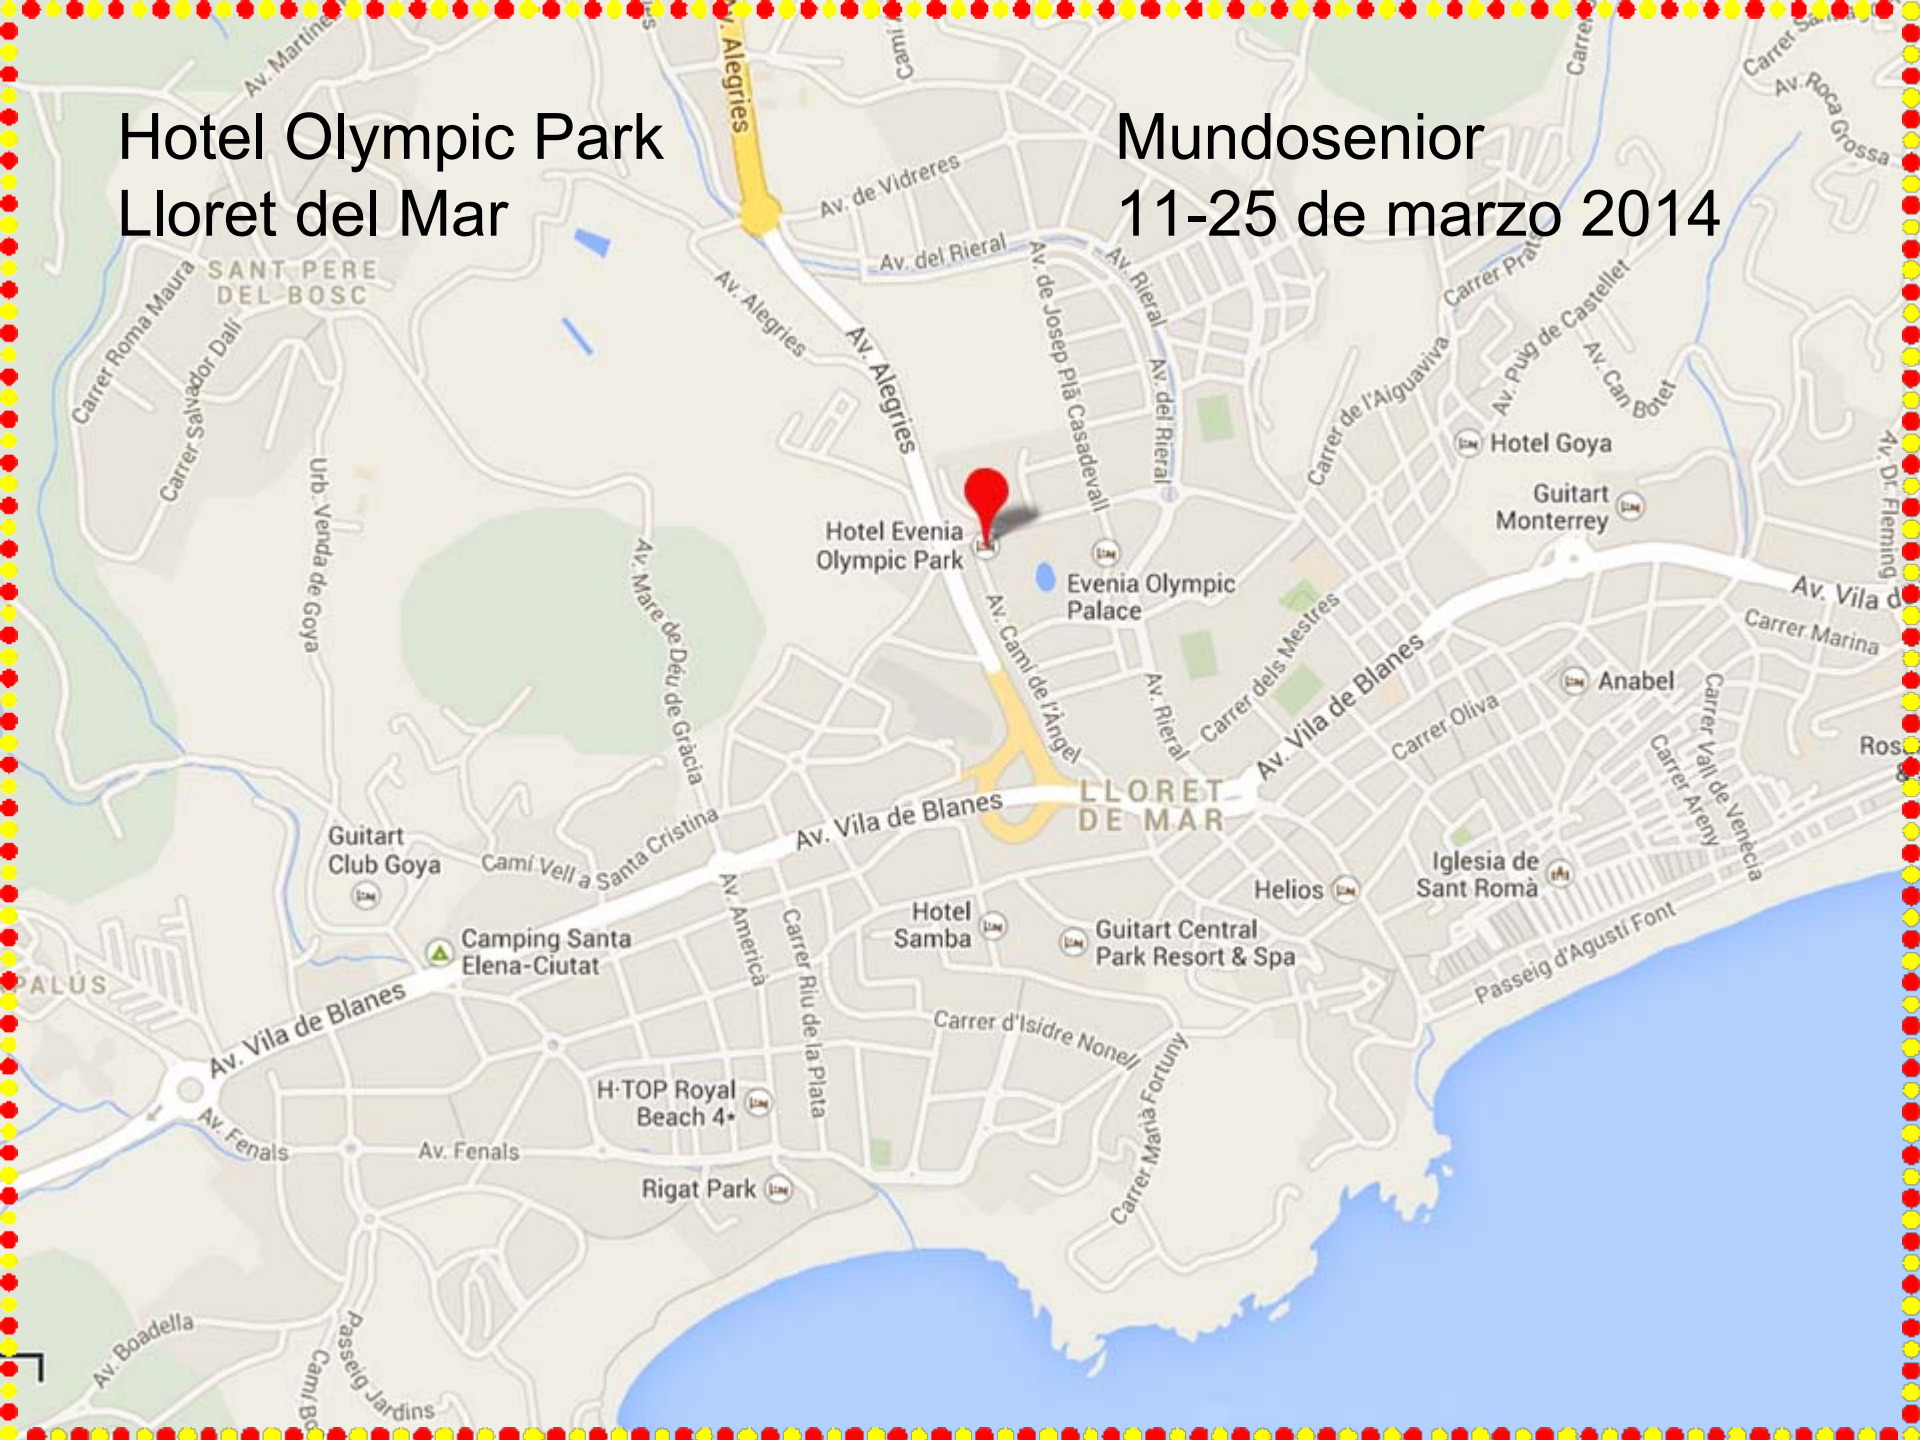 Hotel Olympic Park
Lloret del Mar
Mundosenior
11-25 de marzo 2014
Av. Alegries
Camí
Carrer
Av. Roca Grossa
Av. de Vidreres
Av. del Rieral
Av. Rieral
Av. de Josep Plà Casadevall
Av. del Rieral
Carrer Prats
Av. Puig de Castellet
Av. Can Botet
Carrer de l'Aiguaviva
SANT PERE
DEL BOSC
Carrer Roma Maura
Carrer Salvador Dalí
Av. Alegries
Av. Alegries
Urb. Venda de Goya
Av. Mare de Déu de Gràcia
Hotel Goya
Guitart
Monterrey
Av. Dr. Fleming
Hotel Evenia
Olympic Park
Evenia Olympic
Palace
Av. Vila d
Carrer Marina
Av. Camí de l'Àngel
Av. Rieral
Carrer dels Mestres
Av. Vila de Blanes
Carrer Oliva
Anabel
Carrer Vall de Venècia
Carrer Areny
LLORET
DE MAR
Av. Vila de Blanes
Guitart
Club Goya
Camí Vell a Santa Cristina
Iglesia de
Sant Romà
Helios
Hotel
Samba
Guitart Central
Park Resort & Spa
Passeig d'Agustí Font
Camping Santa
Elena-Ciutat
Av. Americà
Carrer Riu de la Plata
PALÚS
Av. Vila de Blanes
Carrer d'Isidre Nonell
Carrer Marià Fortuny
H·TOP Royal
Beach 4*
Av. Fenals
Av. Fenals
Rigat Park
Av. Boadella
Passeig Jardins